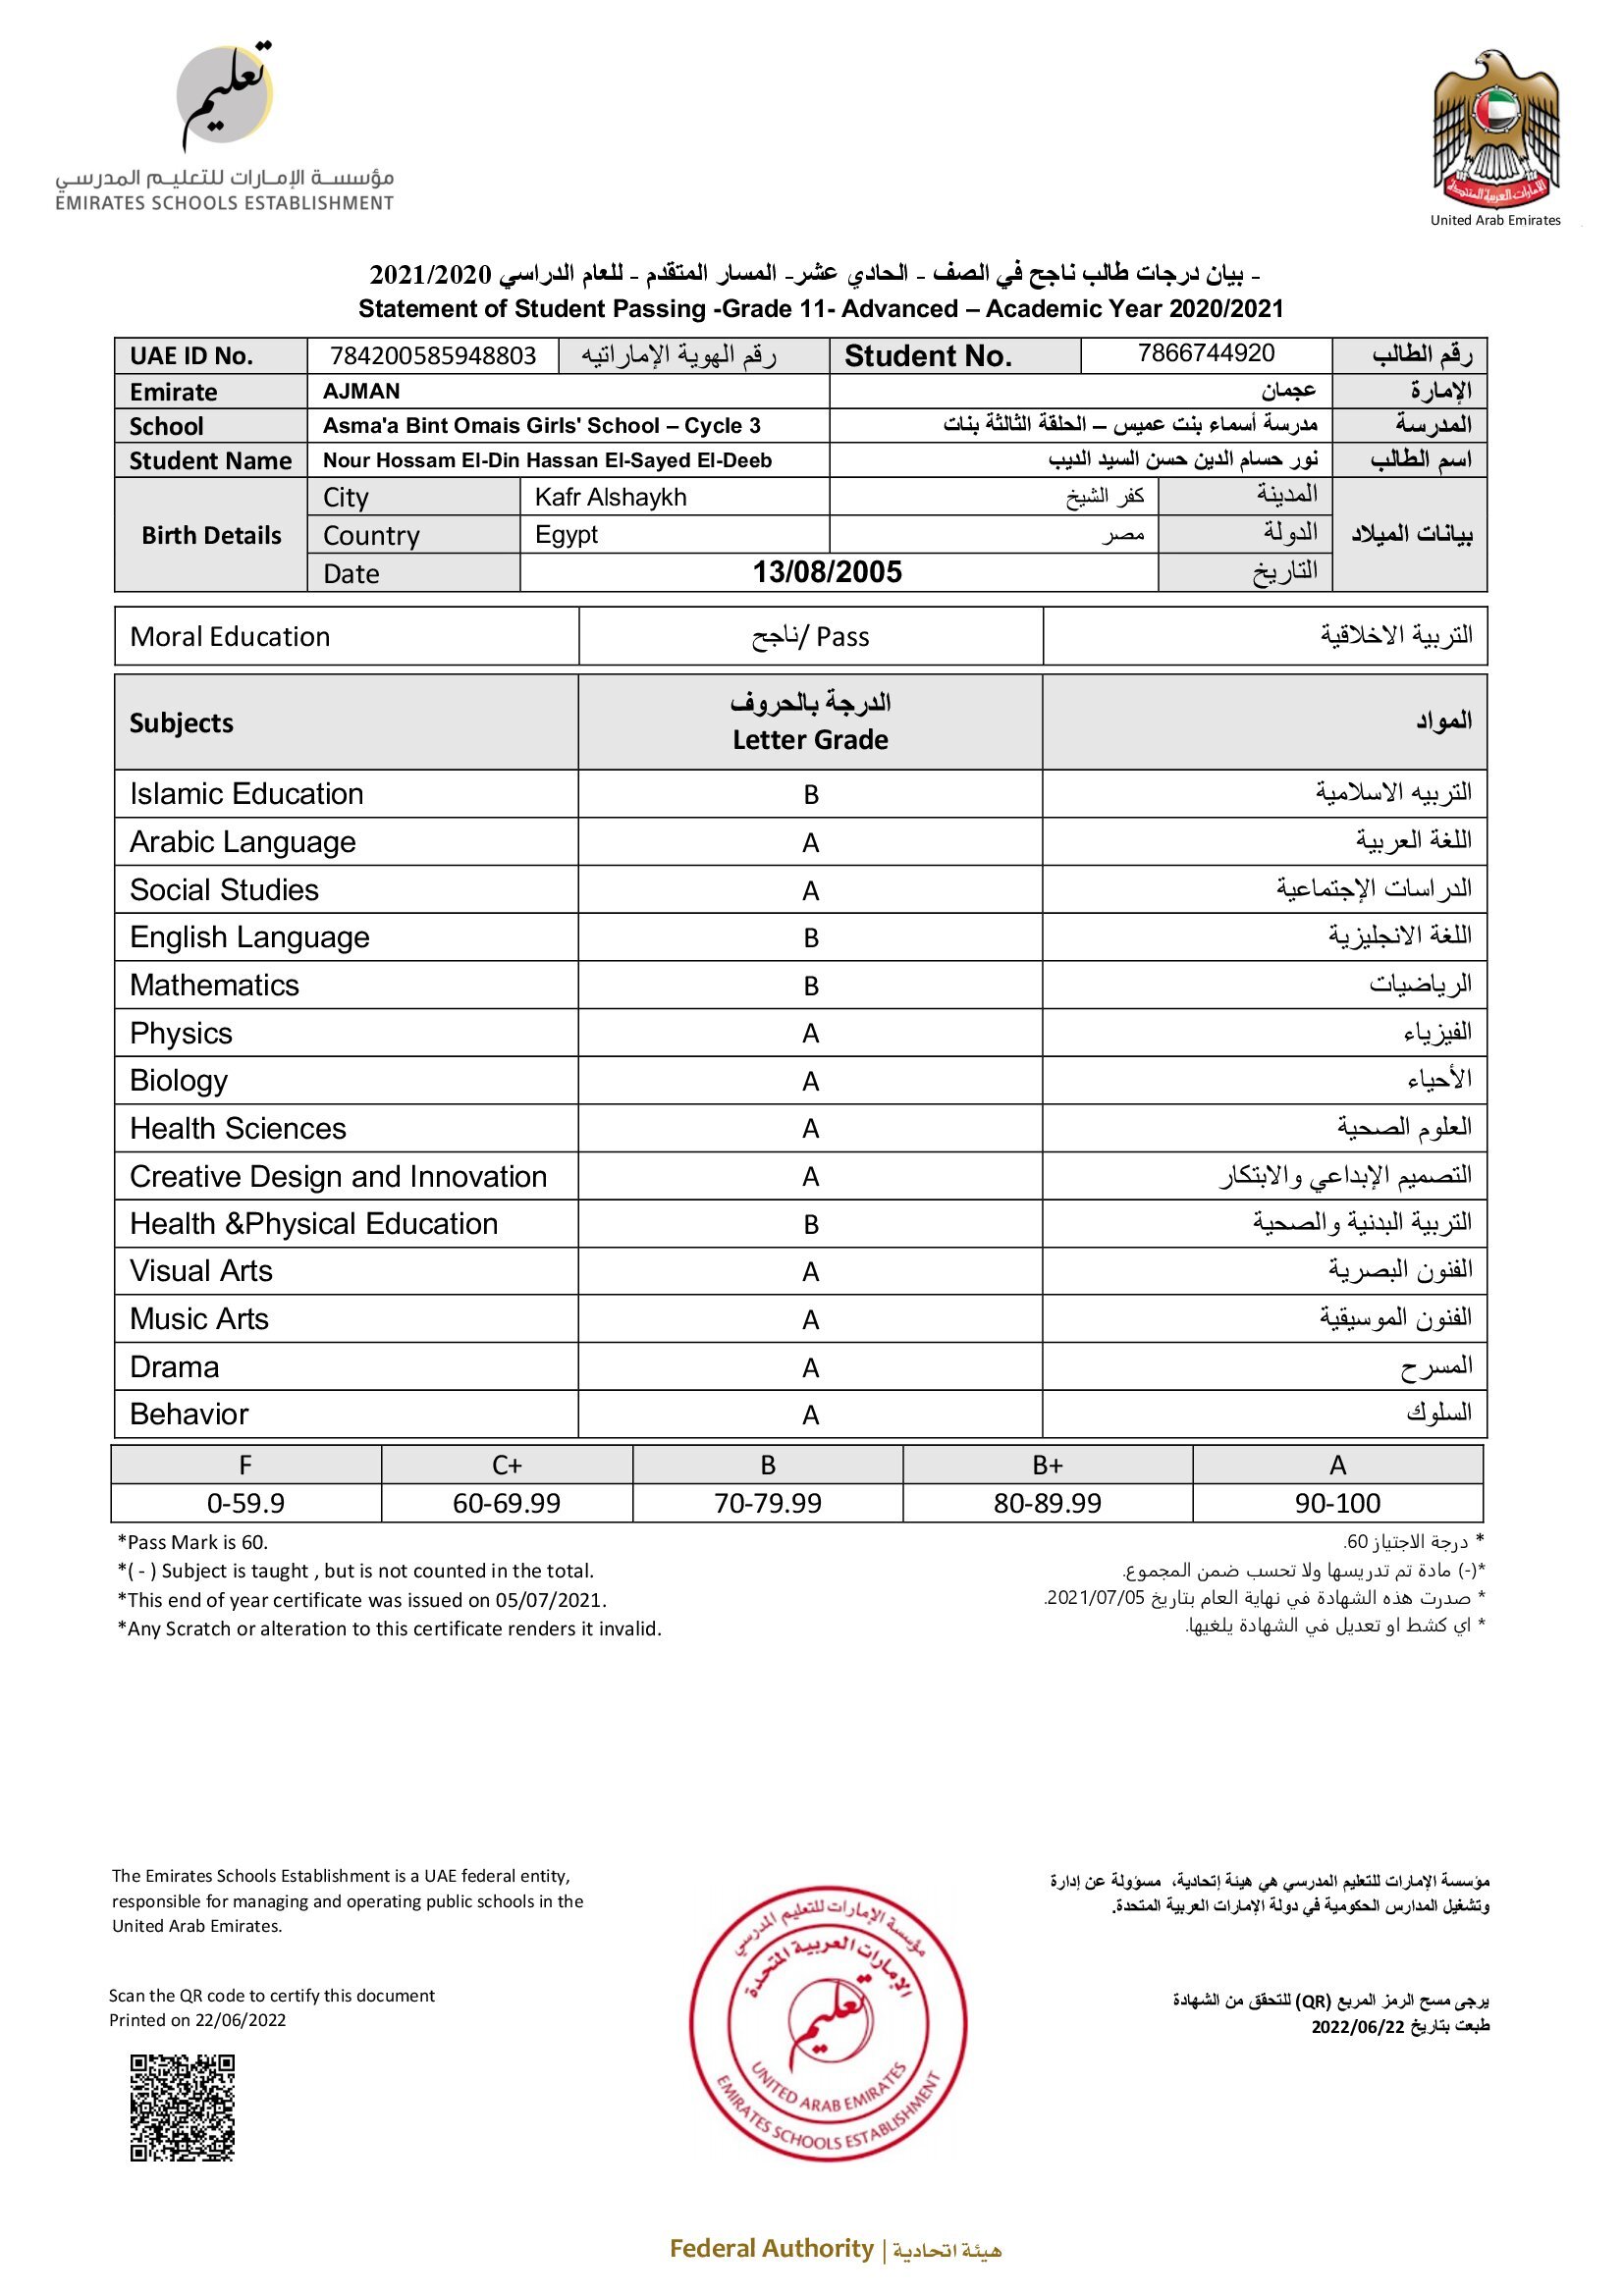 تعليم
مؤسسة الإمارات للتعليم المدرسي
EMIRATES SCHOOLS ESTABLISHMENT
الإمارات العربية المتحدة
United Arab Emirates
- بيان درجات طالب ناجح في الصف - الحادي عشر- المسار المتقدم - للعام الدراسي 2021/2020
Statement of Student Passing -Grade 11- Advanced – Academic Year 2020/2021
UAE ID No. 784200585948803 رقم الهوية الإماراتيه Student No. 7866744920 رقم الطالب
Emirate AJMAN عجمان الإمارة
School Asma'a Bint Omais Girls' School – Cycle 3 مدرسة أسماء بنت عميس – الحلقة الثالثة بنات المدرسة
Student Name Nour Hossam El-Din Hassan El-Sayed El-Deeb نور حسام الدين حسن السيد الديب اسم الطالب
City Kafr Alshaykh كفر الشيخ المدينة
Birth Details Country Egypt مصر الدولة بيانات الميلاد
Date 13/08/2005 التاريخ
Moral Education ناجح/ Pass التربية الاخلاقية
الدرجة بالحروف
Subjects Letter Grade المواد
Islamic Education B التربيه الاسلامية
Arabic Language A اللغة العربية
Social Studies A الدراسات الإجتماعية
English Language B اللغة الانجليزية
Mathematics B الرياضيات
Physics A الفيزياء
Biology A الأحياء
Health Sciences A العلوم الصحية
Creative Design and Innovation A التصميم الإبداعي والابتكار
Health &Physical Education B التربية البدنية والصحية
Visual Arts A الفنون البصرية
Music Arts A الفنون الموسيقية
Drama A المسرح
Behavior A السلوك
F C+ B B+ A
0-59.9 60-69.99 70-79.99 80-89.99 90-100
*Pass Mark is 60. * درجة الاجتياز 60.
*( - ) Subject is taught , but is not counted in the total. *(-) مادة تم تدريسها ولا تحسب ضمن المجموع.
*This end of year certificate was issued on 05/07/2021. * صدرت هذه الشهادة في نهاية العام بتاريخ 2021/07/05.
*Any Scratch or alteration to this certificate renders it invalid. * اي كشط او تعديل في الشهادة يلغيها.
The Emirates Schools Establishment is a UAE federal entity,
responsible for managing and operating public schools in the
United Arab Emirates.
مؤسسة الإمارات للتعليم المدرسي هي هيئة إتحادية، مسؤولة عن إدارة
وتشغيل المدارس الحكومية في دولة الإمارات العربية المتحدة.
مؤسسة الإمارات للتعليم المدرسي
الإمارات العربية المتحدة
تعليم
UNITED ARAB EMIRATES
EMIRATES SCHOOLS ESTABLISHMENT
Scan the QR code to certify this document
Printed on 22/06/2022
يرجى مسح الرمز المربع (QR) للتحقق من الشهادة
طبعت بتاريخ 2022/06/22
Federal Authority | هيئة اتحادية